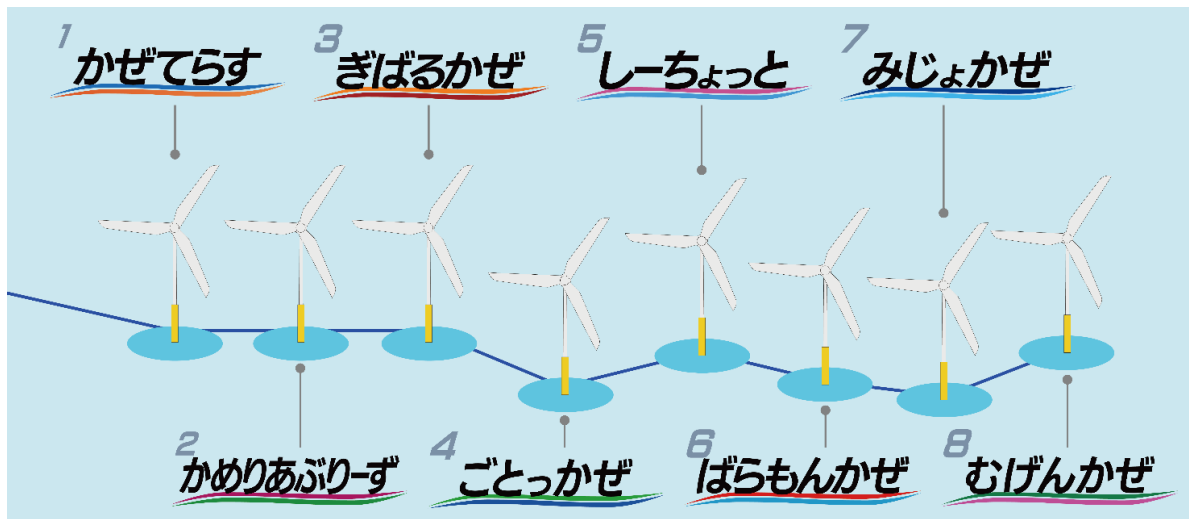 1
かぜてらす
3
ぎばるかぜ
5
しーちょっと
7
みじょかぜ
2
かめりあぶりーず
4
ごとっかぜ
6
ばらもんかぜ
8
むげんかぜ